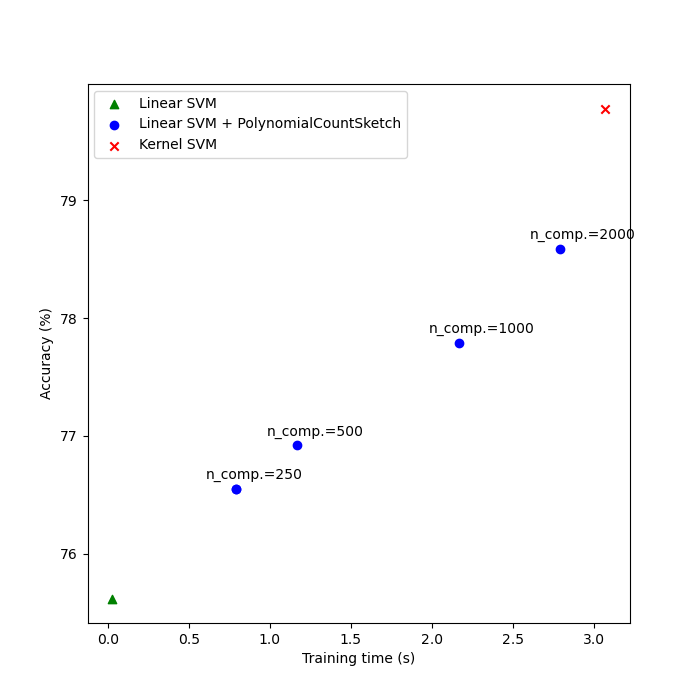 Linear SVM
Linear SVM + PolynomialCountSketch
Kernel SVM
79
n_comp.=2000
78
n_comp.=1000
Accuracy (%)
77
n_comp.=500
n_comp.=250
76
0.0 0.5 1.0 1.5 2.0 2.5 3.0
Training time (s)